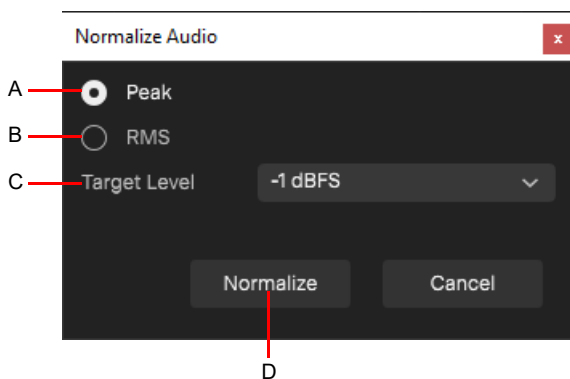 Normalize Audio x
A Peak
B RMS
C Target Level -1 dBFS
Normalize Cancel
D